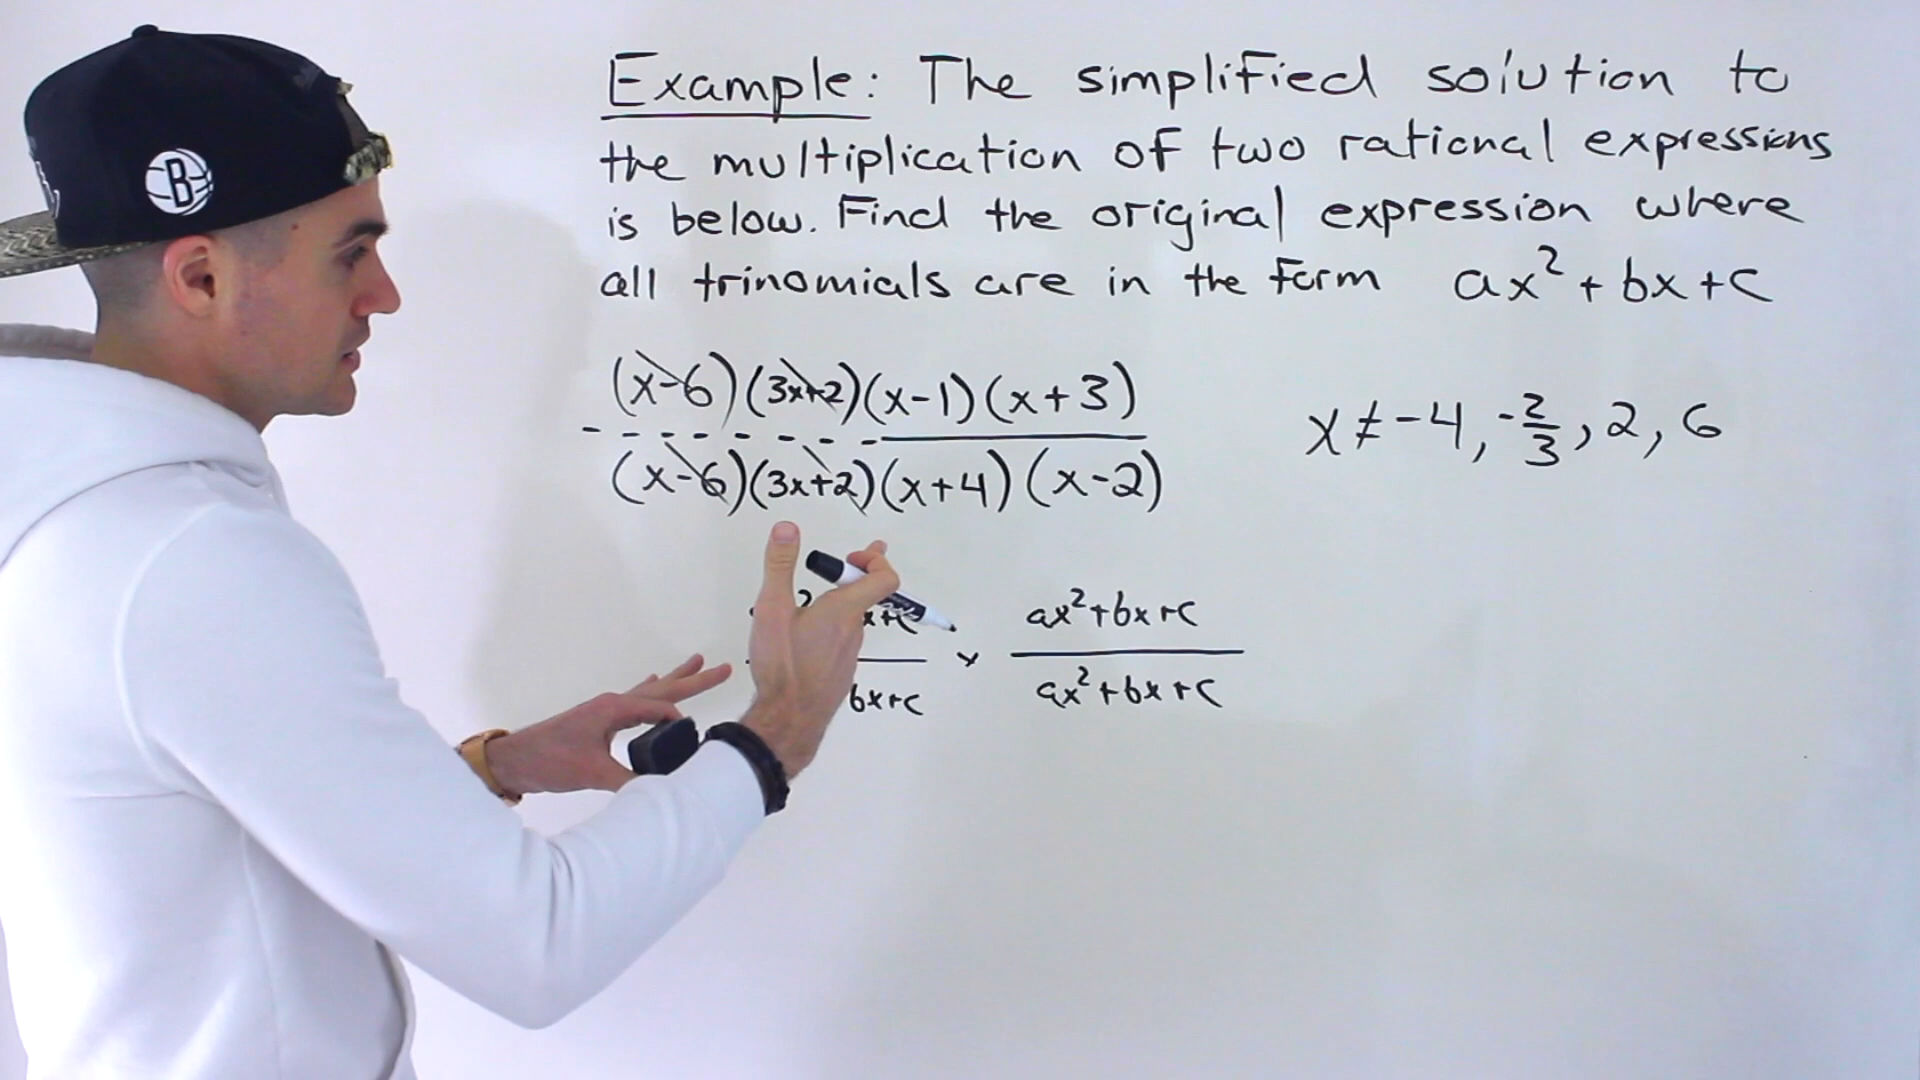 Example: The simplified solution to
the multiplication of two rational expressions
is below. Find the original expression where
all trinomials are in the form ax²+bx+c
(x-6)(3x+2)(x-1)(x+3)
(x-6)(3x+2)(x+4)(x-2)
x≠-4, -2/3, 2, 6
x ax²+bx+c
bx+c ax²+bx+c
B